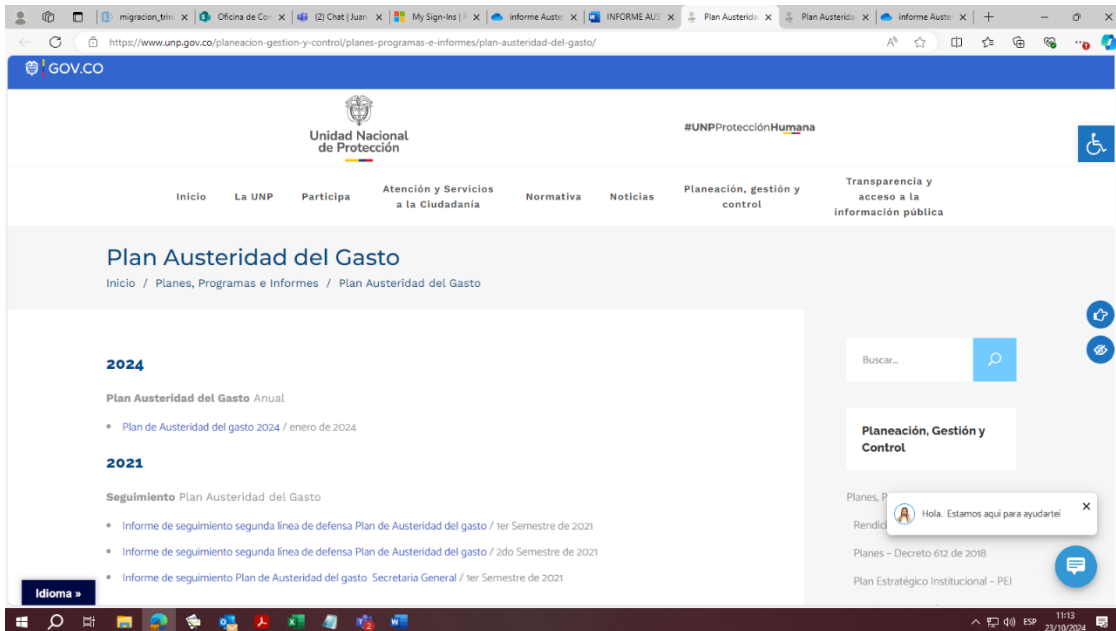 migracion_trin
Oficina de Con
(2) Chat | Juan
My Sign-Ins |
informe Auste
INFORME AUS
Plan Austerida
Plan Austerida
informe Auste
https://www.unp.gov.co/planeacion-gestion-y-control/planes-programas-e-informes/plan-austeridad-del-gasto/
GOV.CO
Unidad Nacional
de Protección
#UNPProtecciónHumana
Inicio
La UNP
Participa
Atención y Servicios
a la Ciudadanía
Normativa
Noticias
Planeación, gestión y
control
Transparencia y
acceso a la
información pública
Plan Austeridad del Gasto
Inicio / Planes, Programas e Informes / Plan Austeridad del Gasto
2024
Plan Austeridad del Gasto Anual
• Plan de Austeridad del gasto 2024 / enero de 2024
2021
Seguimiento Plan Austeridad del Gasto
• Informe de seguimiento segunda línea de defensa Plan de Austeridad del gasto / 1er Semestre de 2021
• Informe de seguimiento segunda línea de defensa Plan de Austeridad del gasto / 2do Semestre de 2021
• Informe de seguimiento Plan de Austeridad del gasto Secretaria General / 1er Semestre de 2021
Buscar...
Planeación, Gestión y
Control
Planes, P
Rendic
Hola. Estamos aquí para ayudarte!
Planes – Decreto 612 de 2018
Plan Estratégico Institucional – PEI
Idioma »
ESP
11:13
23/10/2024